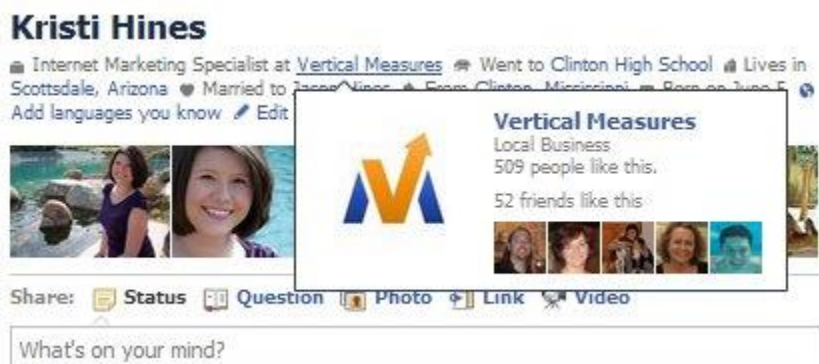 Kristi Hines
Internet Marketing Specialist at Vertical Measures Went to Clinton High School Lives in
Scottsdale, Arizona Married to Jason Hines From Clinton, Mississippi Born on June 5
Add languages you know Edit
Vertical Measures
Local Business
509 people like this.
52 friends like this
Share: Status Question Photo Link Video
What's on your mind?